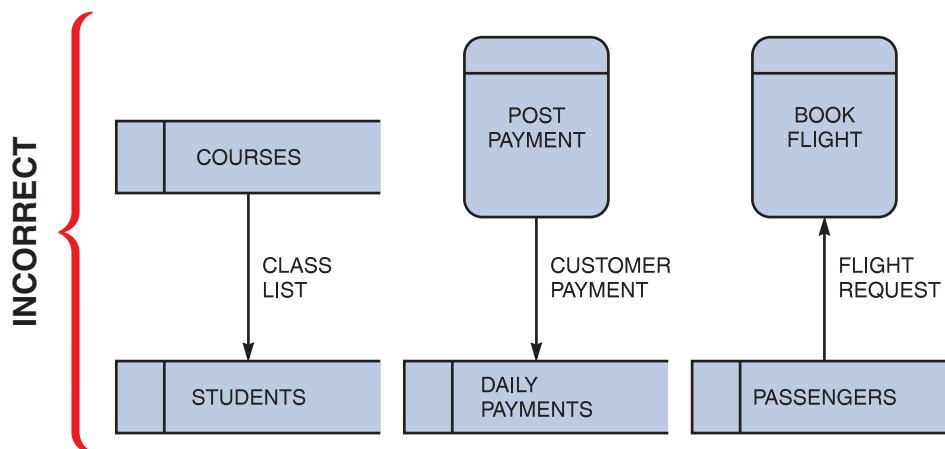 INCORRECT
COURSES
CLASS
LIST
STUDENTS
POST
PAYMENT
CUSTOMER
PAYMENT
DAILY
PAYMENTS
BOOK
FLIGHT
FLIGHT
REQUEST
PASSENGERS